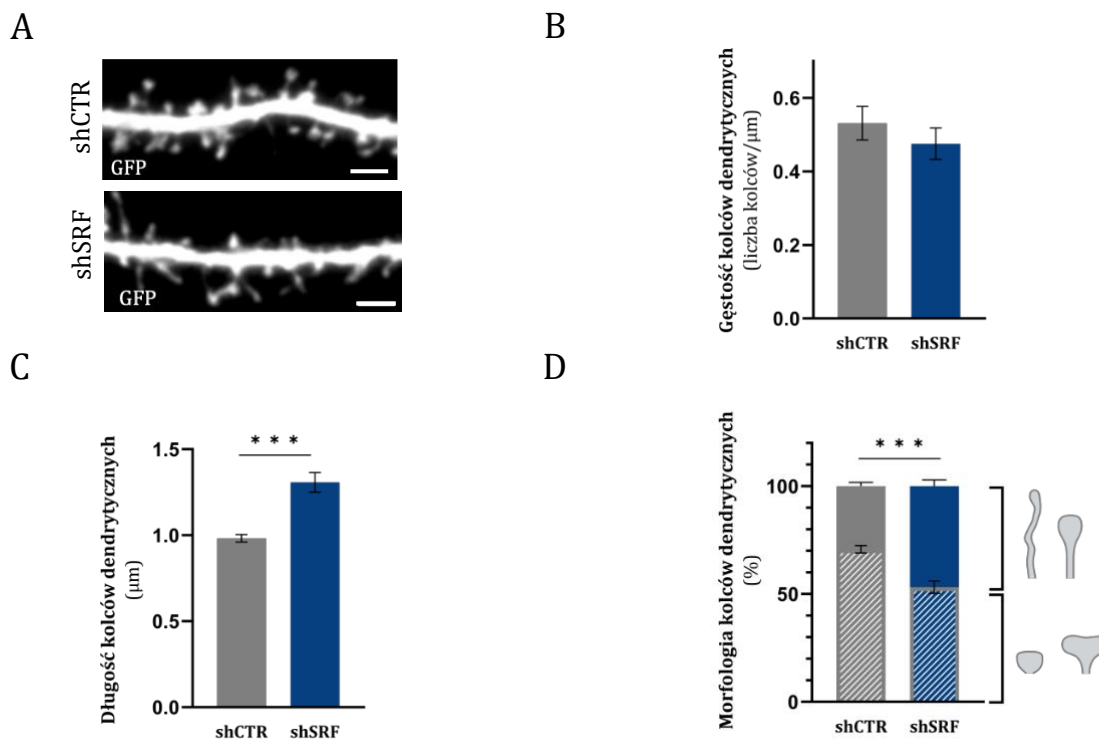 A
shCTR
GFP
shSRF
GFP
B
Gęstość kolców dendrytycznych
(liczba kolców/μm)
0.6
0.4
0.2
0.0
shCTR shSRF
C
Długość kolców dendrytycznych
(μm)
1.5
1.0
0.5
0.0
* * *
shCTR shSRF
D
Morfologia kolców dendrytycznych
(%)
100
50
0
* * *
shCTR shSRF